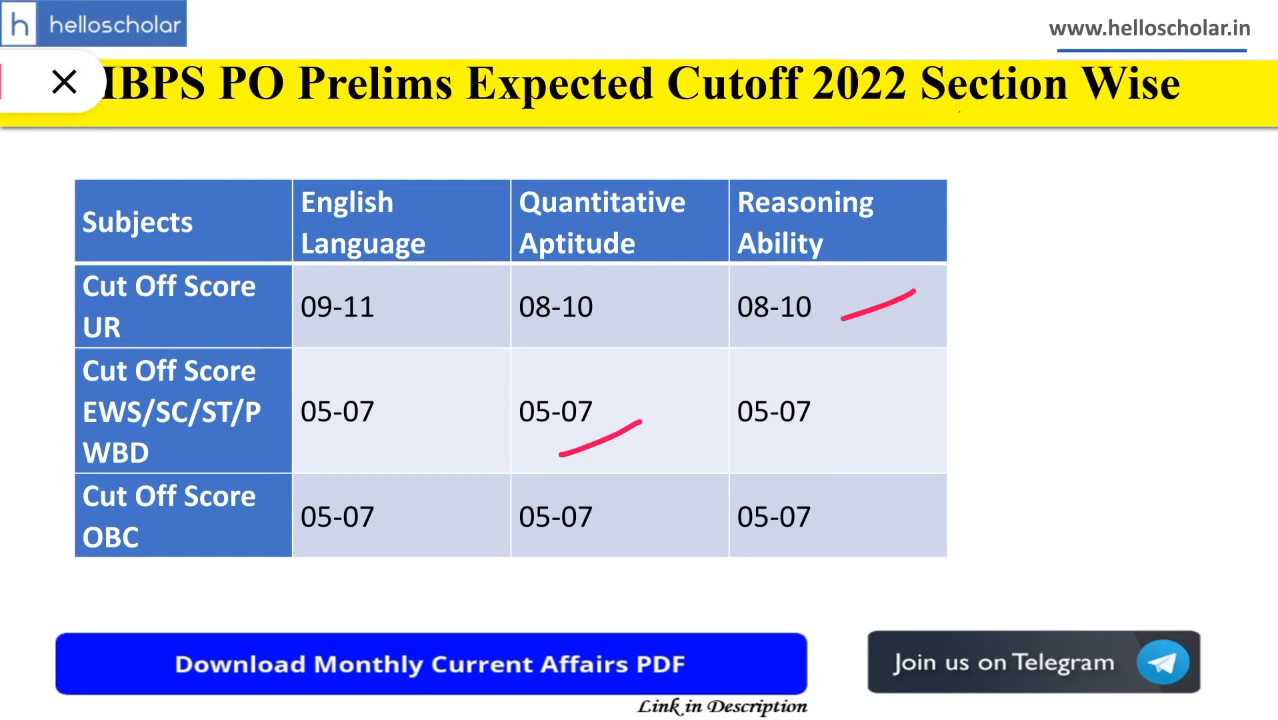 h helloscholar
www.helloscholar.in
IBPS PO Prelims Expected Cutoff 2022 Section Wise
Subjects
English
Language
Quantitative
Aptitude
Reasoning
Ability
Cut Off Score
UR
09-11
08-10
08-10
Cut Off Score
EWS/SC/ST/P
WBD
05-07
05-07
05-07
Cut Off Score
OBC
05-07
05-07
05-07
Download Monthly Current Affairs PDF
Join us on Telegram
Link in Description